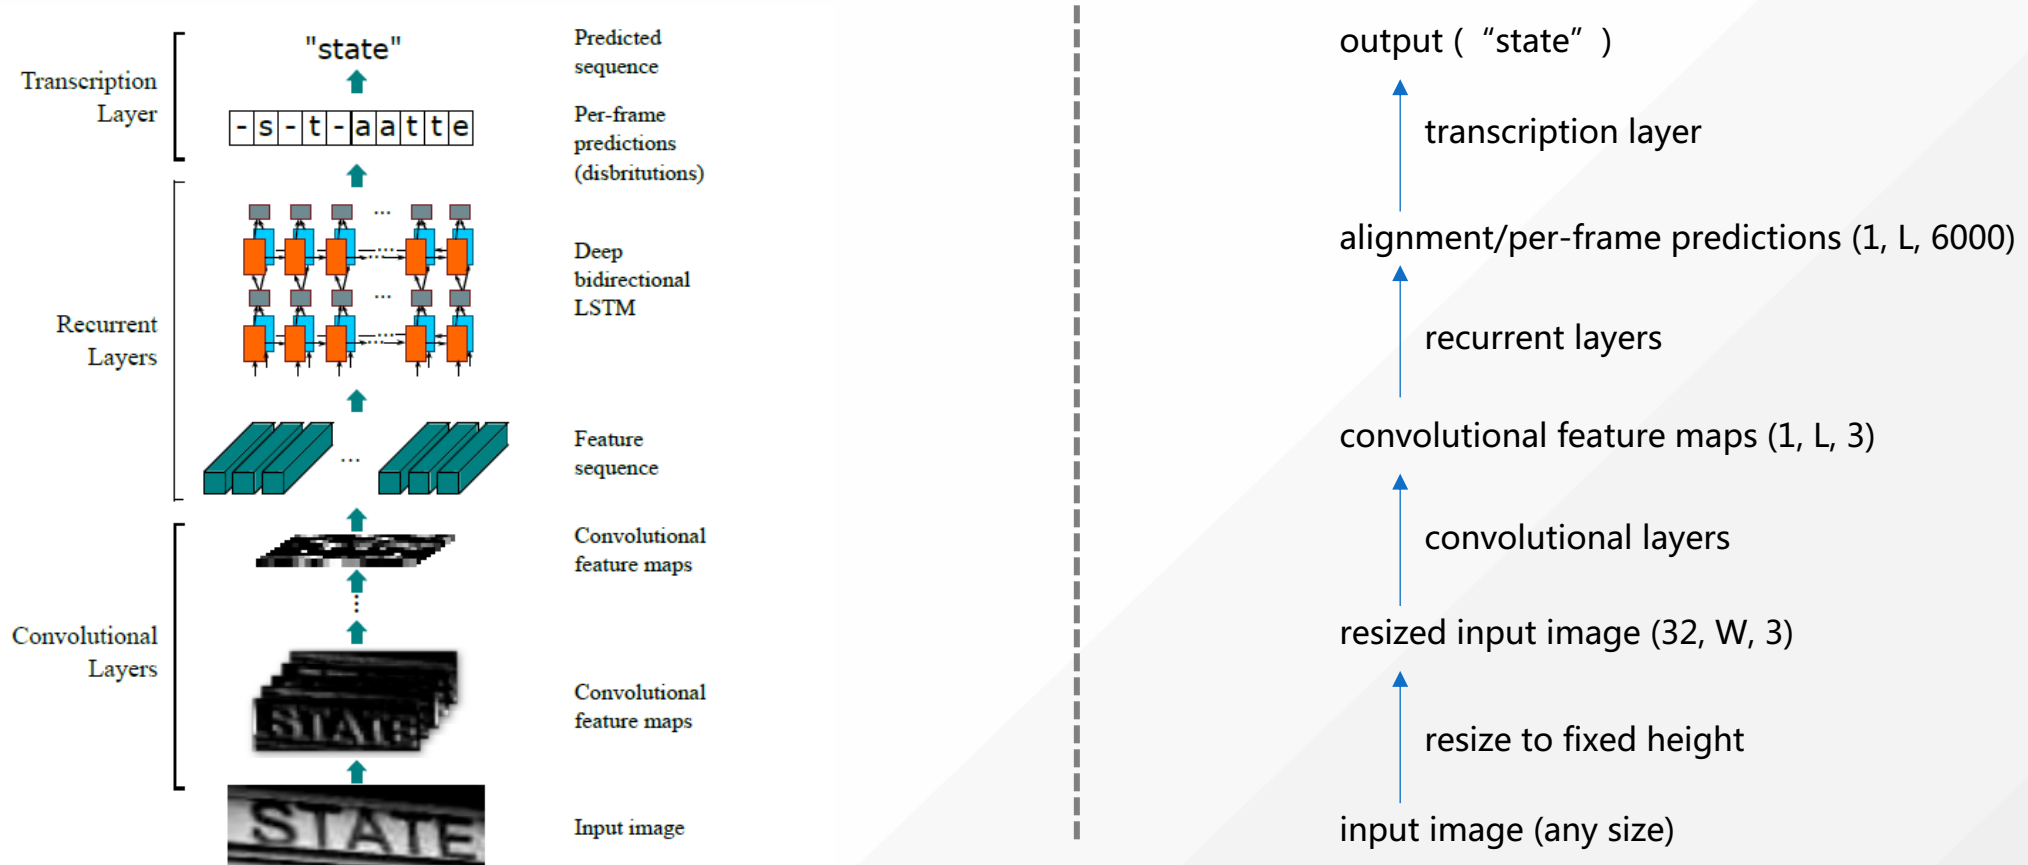 Transcription
Layer
"state"
Predicted
sequence
-s-t-aatte
Per-frame
predictions
(disbritutions)
Recurrent
Layers
...
...
...
...
Deep
bidirectional
LSTM
...
Feature
sequence
Convolutional
Layers
Convolutional
feature maps
STATE
Convolutional
feature maps
STATE
Input image
output ( “state” )
transcription layer
alignment/per-frame predictions (1, L, 6000)
recurrent layers
convolutional feature maps (1, L, 3)
convolutional layers
resized input image (32, W, 3)
resize to fixed height
input image (any size)